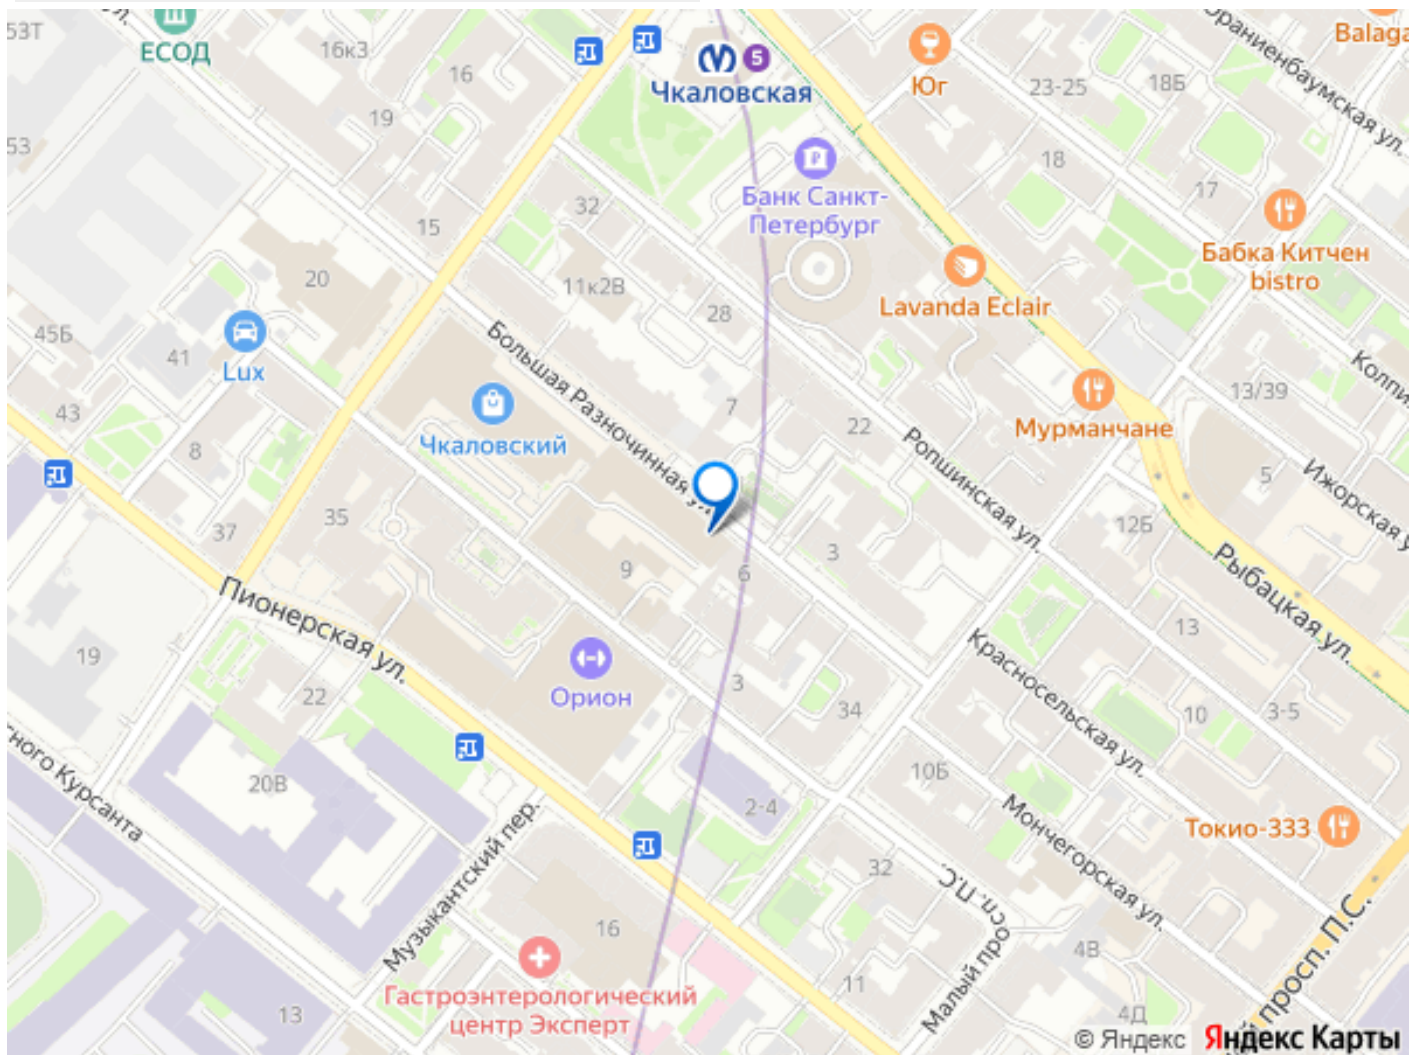 53Т
ул.
ЕСОД
16к3
16
19
5
Чкаловская
Юг
23-25
18Б
Balaga
Ораниенбаумская ул.
53
Банк Санкт-
Петербург
18
17
32
15
20
11к2В
28
Lavanda Eclair
Бабка Китчен
bistro
45Б
41
Lux
Большая Разночинная ул.
7
22
Мурманчане
13/39
Колпи
43
8
Чкаловский
Ропшинская ул.
5
Ижорская у
37
35
9
6
3
12Б
Рыбацкая ул.
Пионерская ул.
19
22
Орион
3
34
Красносельская ул.
13
10
3-5
20В
2-4
10Б
Мончегорская ул.
Токио-333
сного Курсанта
Музыкантский пер.
32
Малый просп. П.С.
4В
16
11
13
Гастроэнтерологический
центр Эксперт
4Д
й просп. П.С.
© Яндекс Яндекс Карты